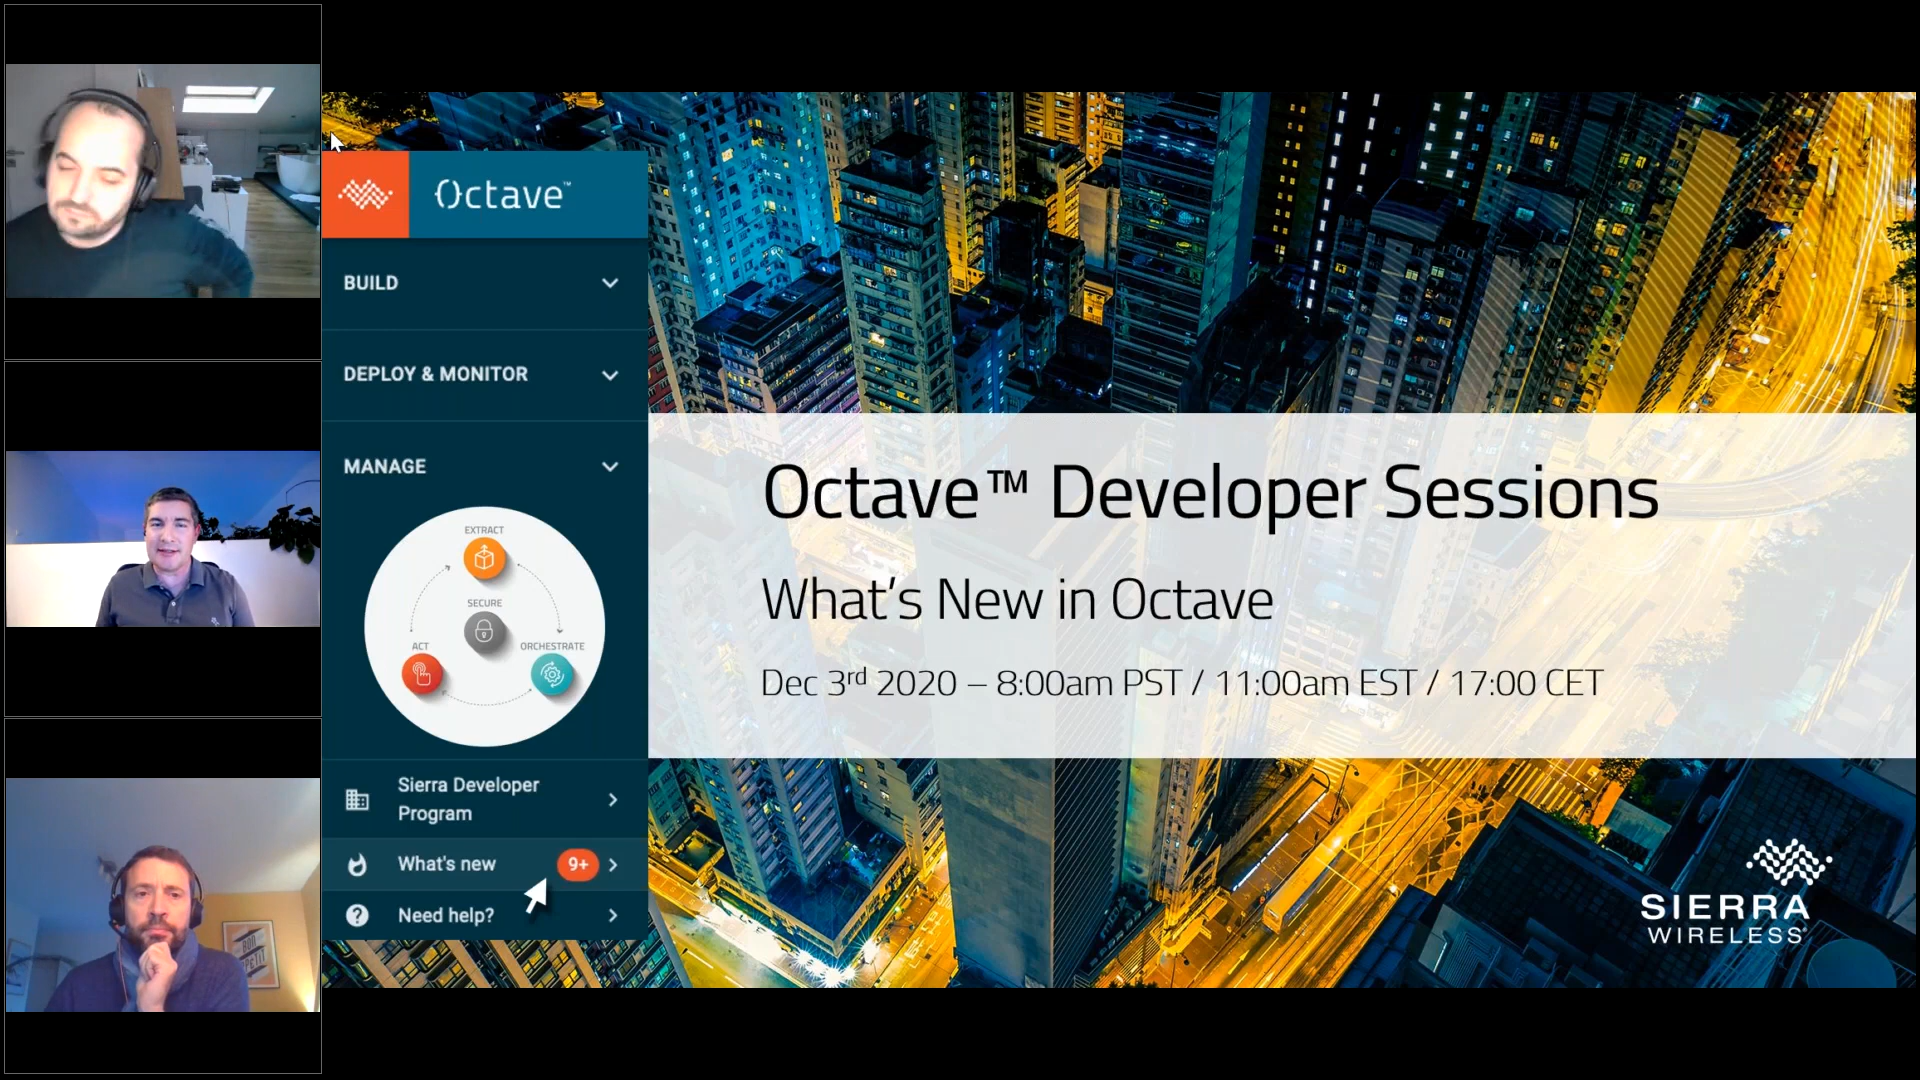 Octave™
BUILD
DEPLOY & MONITOR
MANAGE
EXTRACT
SECURE
ACT
ORCHESTRATE
Sierra Developer
Program
What's new
9+
Need help?
Octave™ Developer Sessions
What's New in Octave
Dec 3rd 2020 – 8:00am PST / 11:00am EST / 17:00 CET
SIERRA
WIRELESS
BON